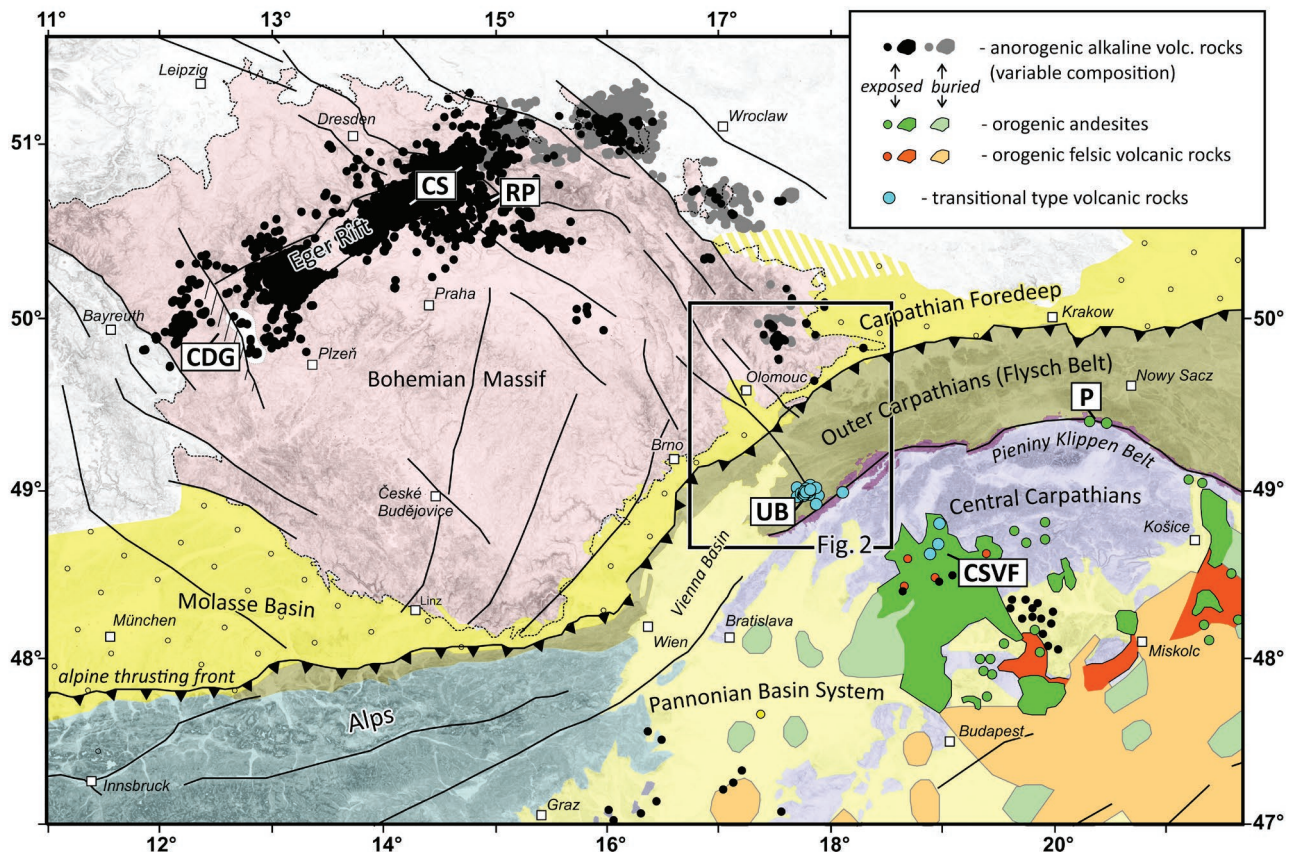 11°
13°
15°
17°
- anorogenic alkaline volc. rocks
(variable composition)
exposed
buried
- orogenic andesites
- orogenic felsic volcanic rocks
- transitional type volcanic rocks
Leipzig
Dresden
Wroclaw
51°
CS
RP
Eger Rift
Praha
50°
Bayreuth
CDG
Plzeň
Bohemian Massif
Carpathian Foredeep
Krakow
50°
Olomouc
Outer Carpathians (Flysch Belt)
Nowy Sacz
P
Brno
Pieniny Klippen Belt
49°
České
Budějovice
UB
Central Carpathians
49°
Košice
Fig. 2
Vienna Basin
CSVF
Molasse Basin
Linz
München
Wien
Bratislava
Miskolc
48°
alpine thrusting front
48°
Pannonian Basin System
Alps
Budapest
Innsbruck
Graz
47°
12°
14°
16°
18°
20°